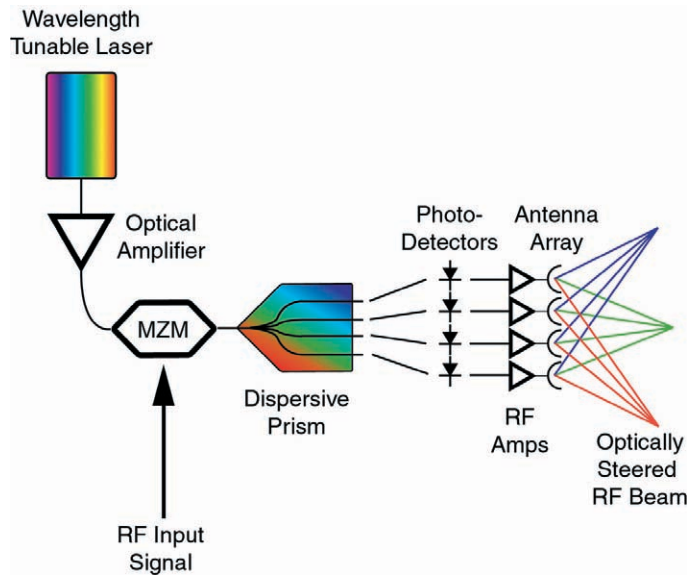 Wavelength
Tunable Laser
Optical
Amplifier
MZM
RF Input
Signal
Dispersive
Prism
Photo-
Detectors
Antenna
Array
RF
Amps
Optically
Steered
RF Beam